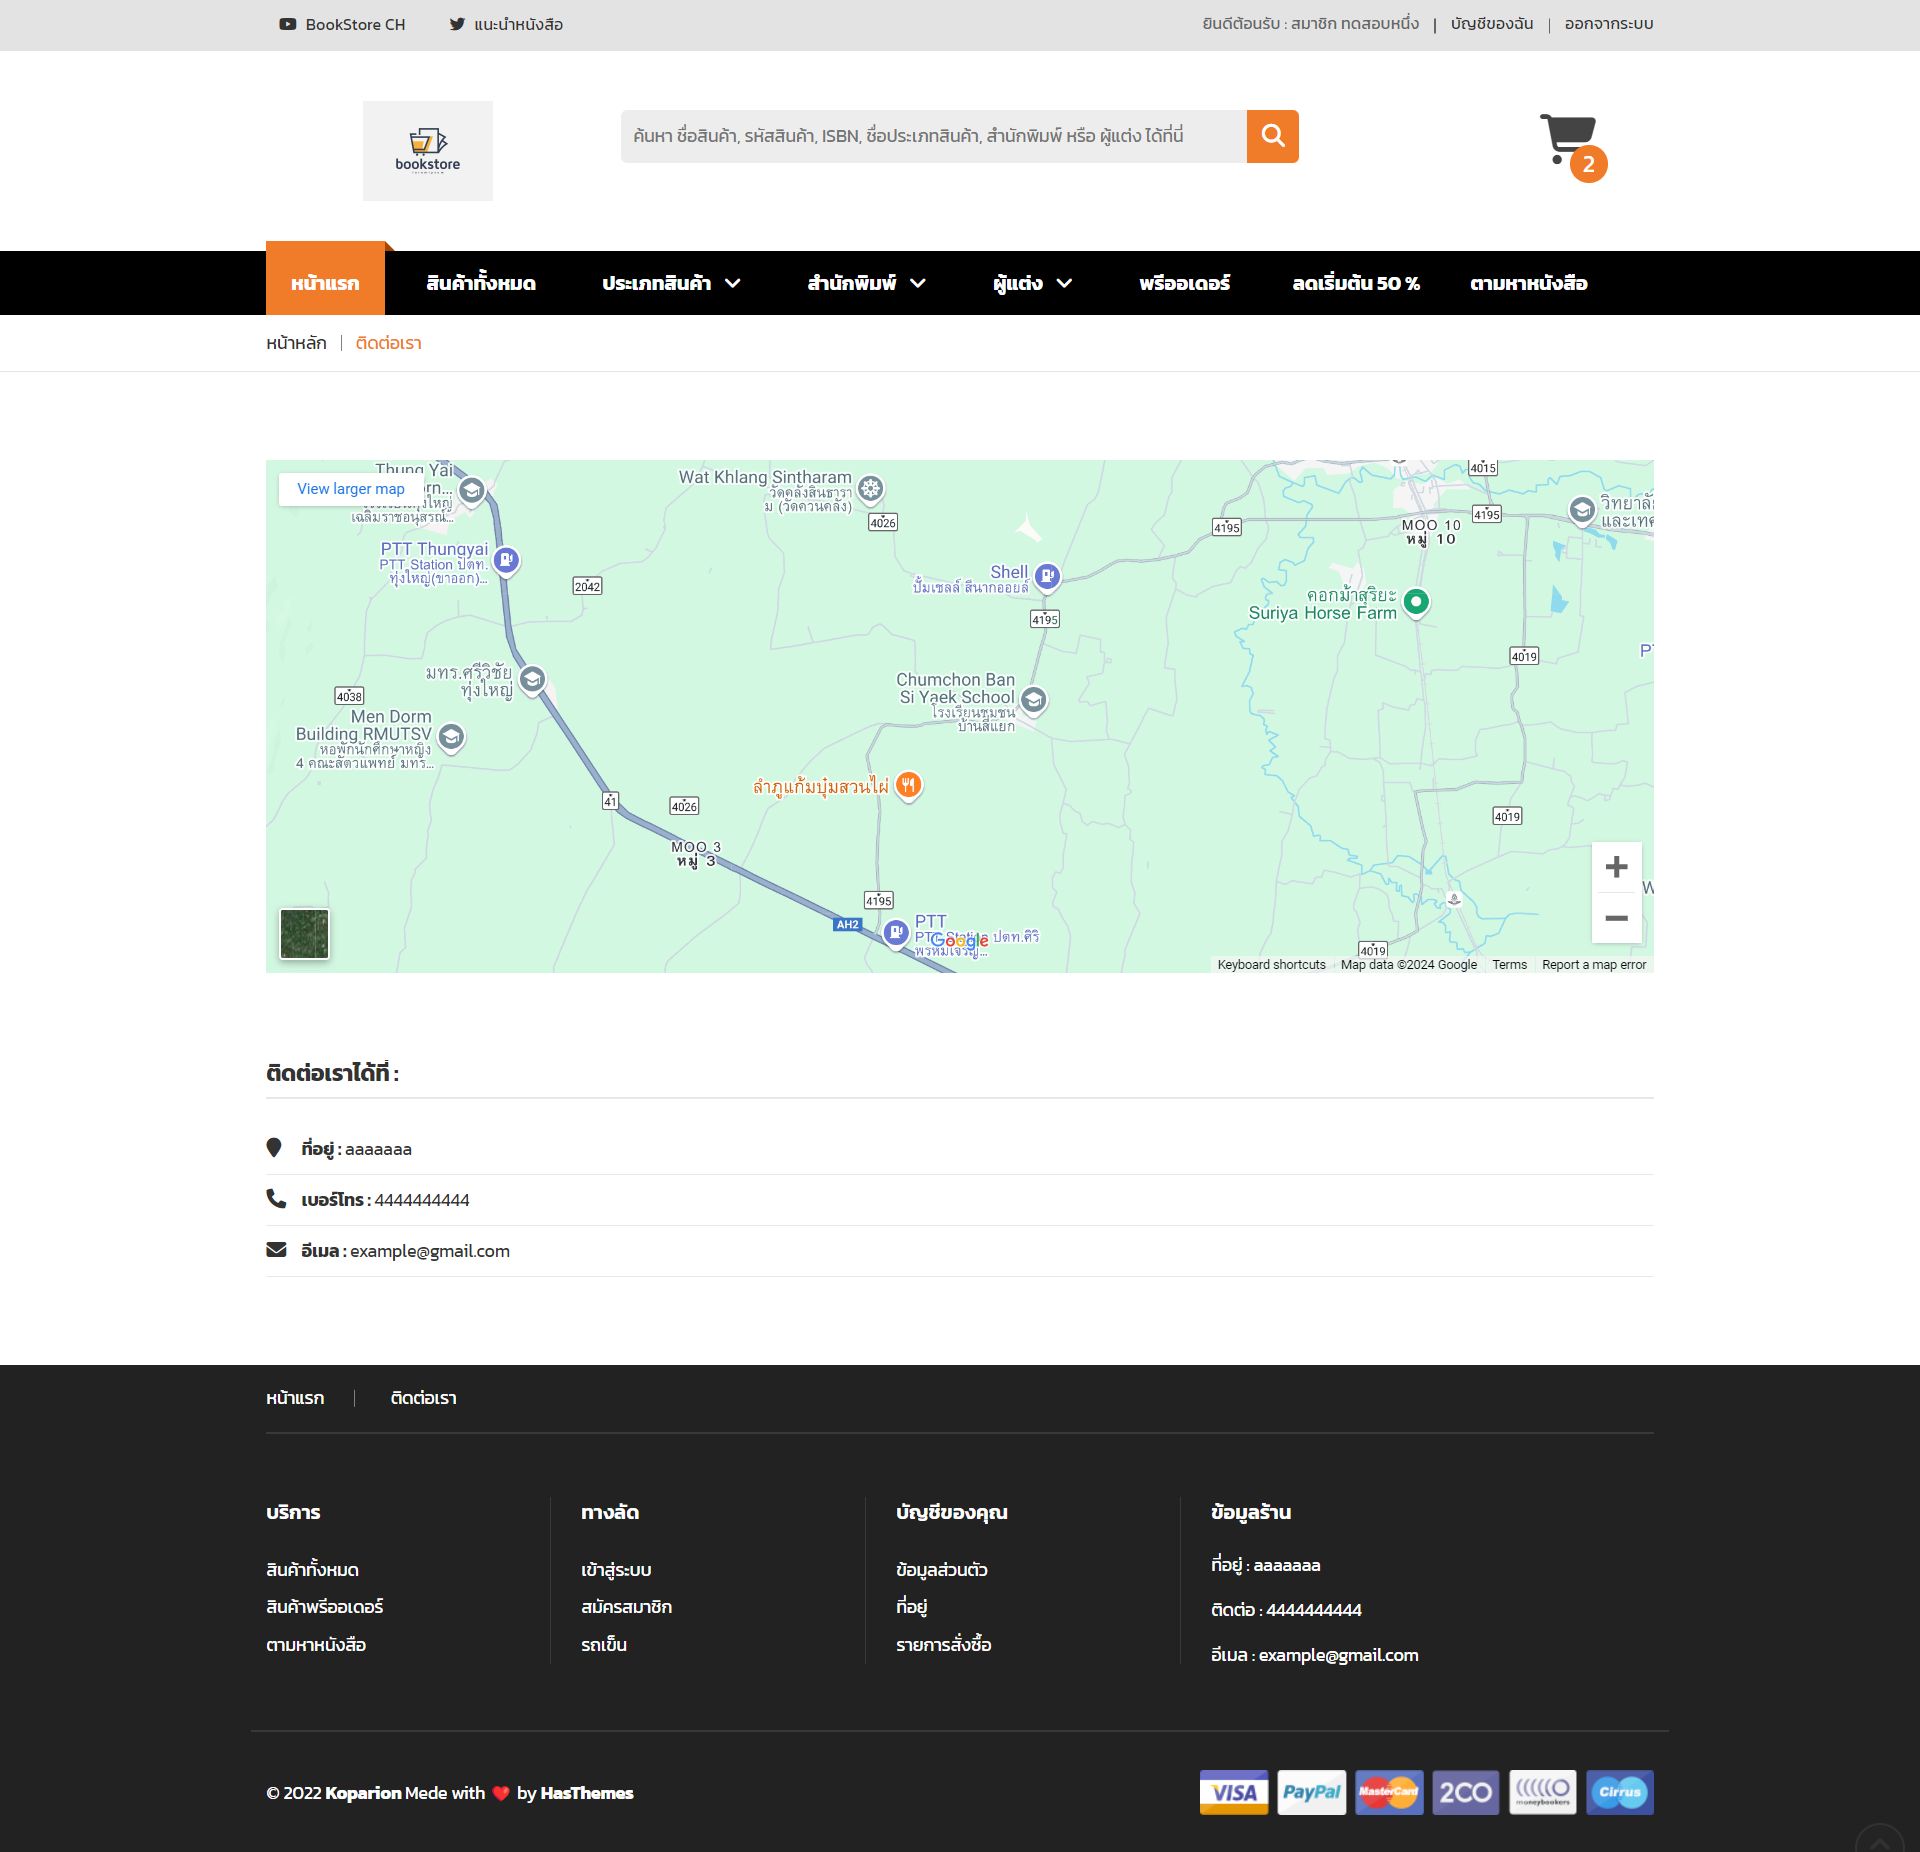 BookStore CH
แนะนำหนังสือ
ยินดีต้อนรับ : สมาชิก ทดสอบหนึ่ง | บัญชีของฉัน | ออกจากระบบ
bookstore
ค้นหา ชื่อสินค้า, รหัสสินค้า, ISBN, ชื่อประเภทสินค้า, สำนักพิมพ์ หรือ ผู้แต่ง ได้ที่นี่
2
หน้าแรก
สินค้าทั้งหมด
ประเภทสินค้า
สำนักพิมพ์
ผู้แต่ง
พรีออเดอร์
ลดเริ่มต้น 50 %
ตามหาหนังสือ
หน้าหลัก | ติดต่อเรา
Thung Yai
View larger map
เฉลิมราชอนุสรณ์...
Wat Khlang Sintharam
วัดคลังสินธารา
ม (วัดควนคลัง)
4026
4015
4195
4195
MOO 10
หมู่ 10
วิทยาลั
และเทค
PTT Thungyai
PTT Station ปตท.
ทุ่งใหญ่(ขาออก)...
2042
Shell
ปั๊มเชลล์ สีนากออยล์
4195
คอกม้าสุริยะ
Suriya Horse Farm
4019
มทร.ศรีวิชัย
ทุ่งใหญ่
4038
Men Dorm
Building RMUTSV
หอพักนักศึกษาหญิง
4 คณะสัตวแพทย์ มทร...
Chumchon Ban
Si Yaek School
โรงเรียนชุมชน
บ้านสี่แยก
ลำภูแก้มบุ๋มสวนไผ่
41
4026
4019
MOO 3
หมู่ 3
4195
AH2
PTT
PTT Station ปตท.ศิริ
พรหมเจริญ...
Google
4019
Keyboard shortcuts
Map data ©2024 Google
Terms
Report a map error
ติดต่อเราได้ที่ :
ที่อยู่ : aaaaaaa
เบอร์โทร : 4444444444
อีเมล : example@gmail.com
หน้าแรก | ติดต่อเรา
บริการ
สินค้าทั้งหมด
สินค้าพรีออเดอร์
ตามหาหนังสือ
ทางลัด
เข้าสู่ระบบ
สมัครสมาชิก
รถเข็น
บัญชีของคุณ
ข้อมูลส่วนตัว
ที่อยู่
รายการสั่งซื้อ
ข้อมูลร้าน
ที่อยู่ : aaaaaaa
ติดต่อ : 4444444444
อีเมล : example@gmail.com
© 2022 Koparion Mede with ❤️ by HasThemes
VISA
PayPal
MasterCard
2CO
moneybookers
Cirrus